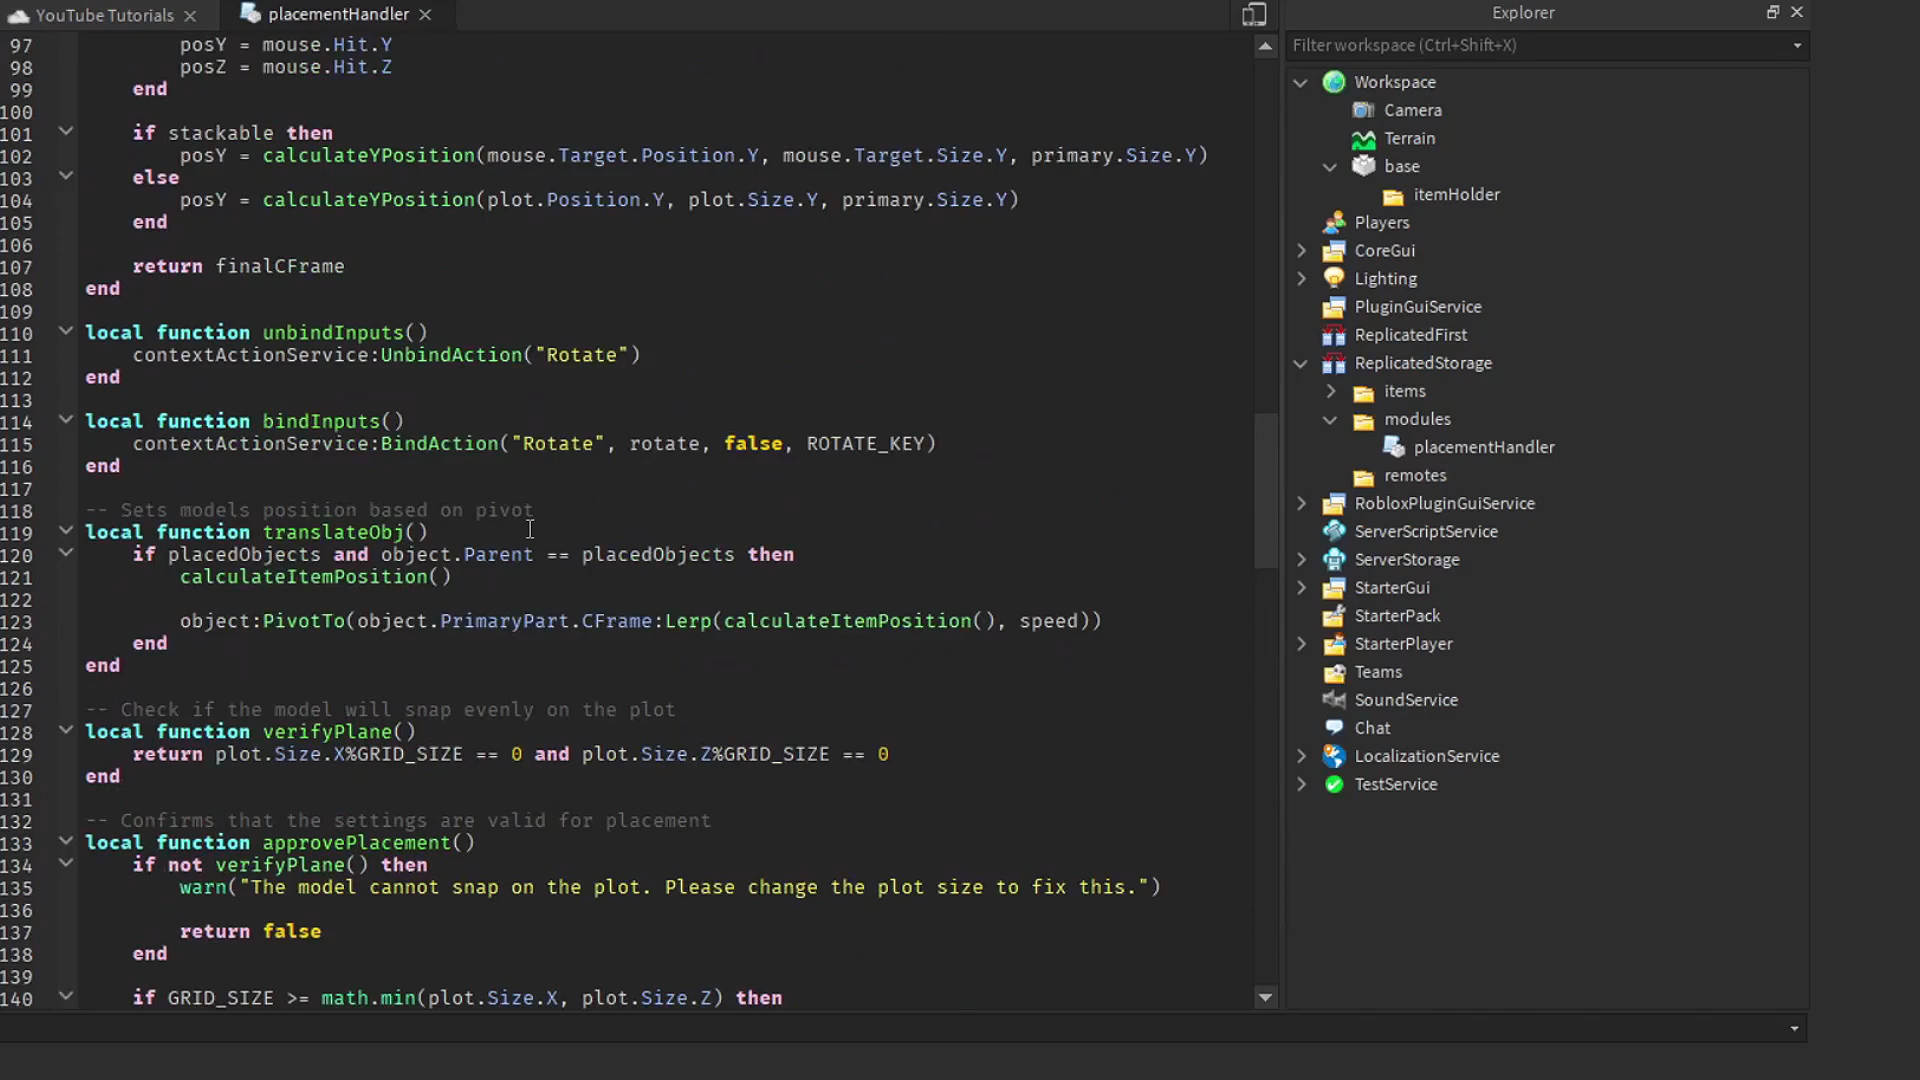 YouTube Tutorials
placementHandler
97 posY = mouse.Hit.Y
98 posZ = mouse.Hit.Z
99 end
100
101 if stackable then
102 posY = calculateYPosition(mouse.Target.Position.Y, mouse.Target.Size.Y, primary.Size.Y)
103 else
104 posY = calculateYPosition(plot.Position.Y, plot.Size.Y, primary.Size.Y)
105 end
106
107 return finalCFrame
108 end
109
110 local function unbindInputs()
111 contextActionService:UnbindAction("Rotate")
112 end
113
114 local function bindInputs()
115 contextActionService:BindAction("Rotate", rotate, false, ROTATE_KEY)
116 end
117
118 -- Sets models position based on pivot
119 local function translateObj()
120 if placedObjects and object.Parent == placedObjects then
121 calculateItemPosition()
122
123 object:PivotTo(object.PrimaryPart.CFrame:Lerp(calculateItemPosition(), speed))
124 end
125 end
126
127 -- Check if the model will snap evenly on the plot
128 local function verifyPlane()
129 return plot.Size.X%GRID_SIZE == 0 and plot.Size.Z%GRID_SIZE == 0
130 end
131
132 -- Confirms that the settings are valid for placement
133 local function approvePlacement()
134 if not verifyPlane() then
135 warn("The model cannot snap on the plot. Please change the plot size to fix this.")
136
137 return false
138 end
139
140 if GRID_SIZE >= math.min(plot.Size.X, plot.Size.Z) then
Explorer
Filter workspace (Ctrl+Shift+X)
Workspace
Camera
Terrain
base
itemHolder
Players
CoreGui
Lighting
PluginGuiService
ReplicatedFirst
ReplicatedStorage
items
modules
placementHandler
remotes
RobloxPluginGuiService
ServerScriptService
ServerStorage
StarterGui
StarterPack
StarterPlayer
Teams
SoundService
Chat
LocalizationService
TestService